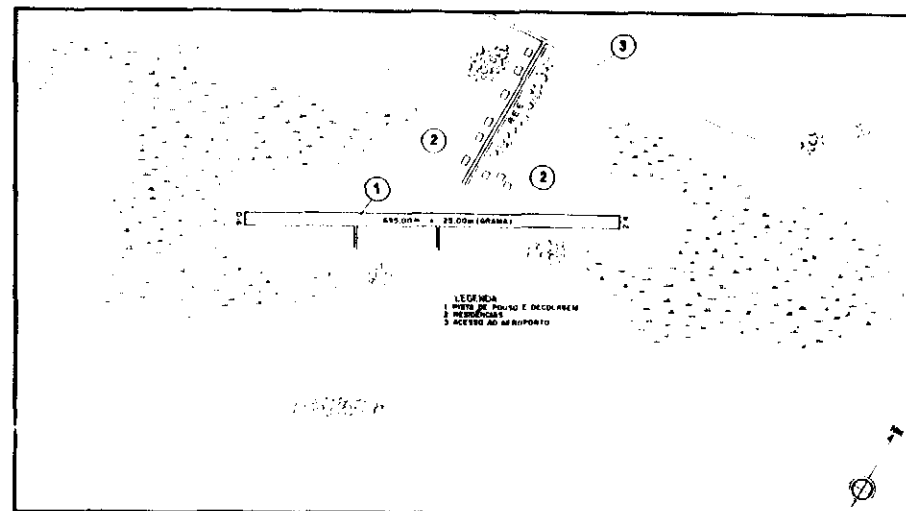 3
2
2
1
695,00m x 25,00m (GRAMA)
LEGENDA
1 PISTA DE POUSO E DECOLAGEM
2 RESIDÊNCIAS
3 ACESSO AO AEROPORTO
N